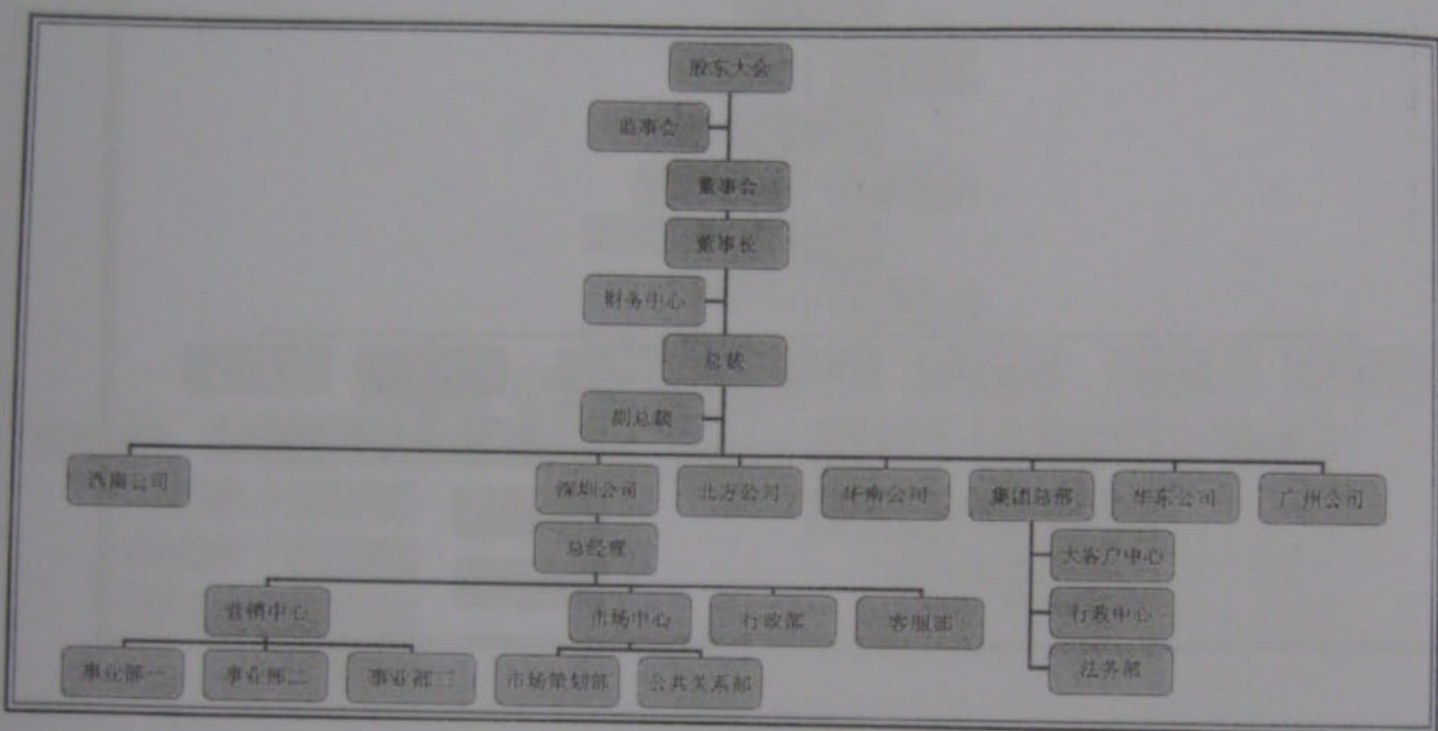 股东大会
监事会
董事会
董事长
财务中心
总裁
副总裁
济南公司
深圳公司
北方公司
华南公司
集团总部
华东公司
广州公司
总经理
大客户中心
营销中心
市场中心
行政部
客服部
行政中心
事业部一
事业部二
事业部三
市场策划部
公共关系部
法务部